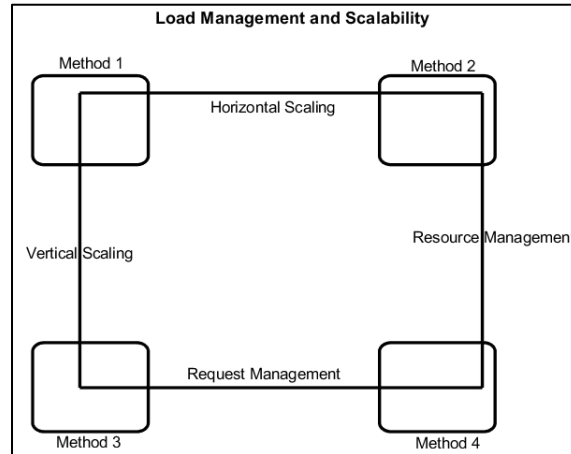 Load Management and Scalability
Method 1
Method 2
Horizontal Scaling
Vertical Scaling
Resource Management
Request Management
Method 3
Method 4